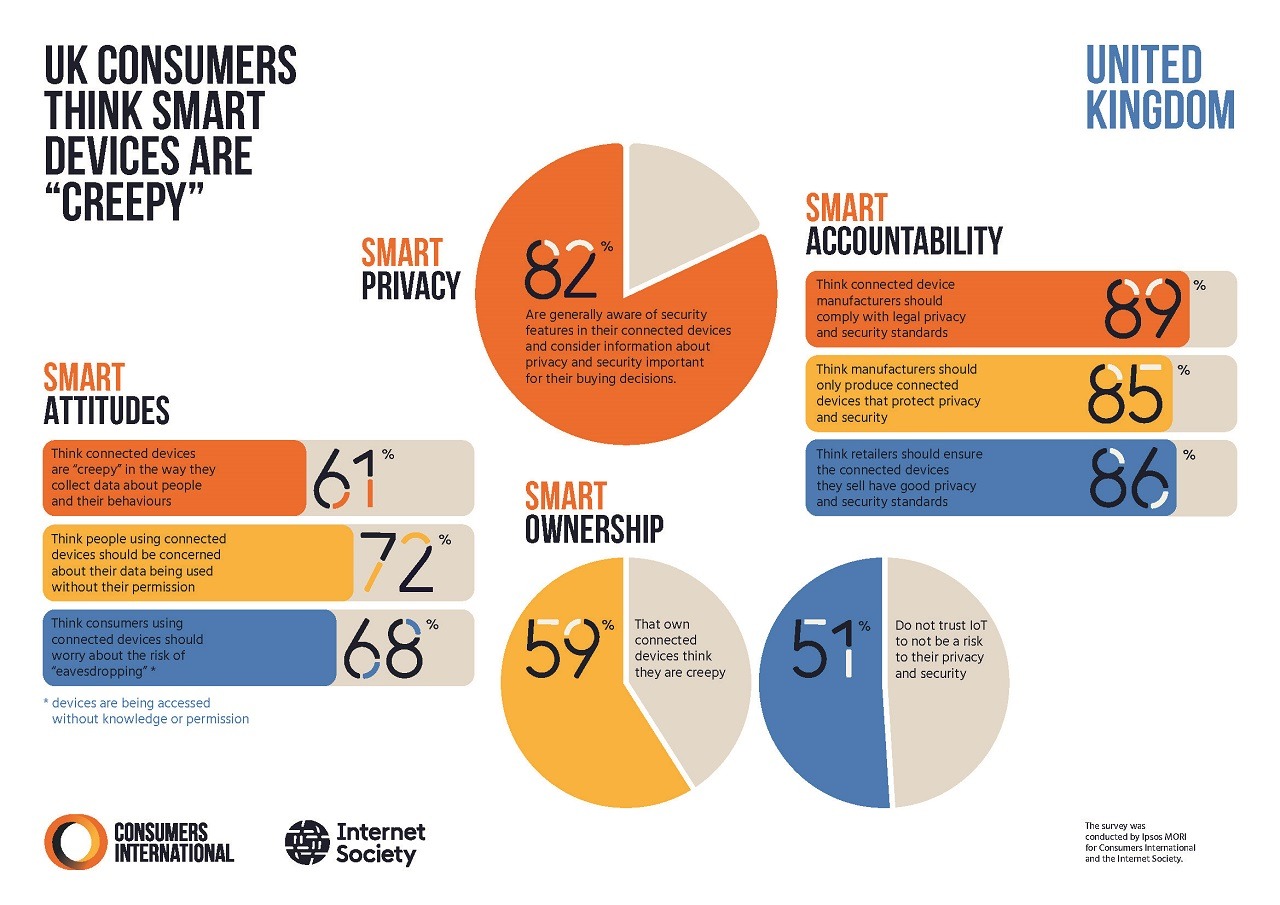 UK CONSUMERS
THINK SMART
DEVICES ARE
“CREEPY”
UNITED
KINGDOM
SMART
PRIVACY
82%
Are generally aware of security
features in their connected devices
and consider information about
privacy and security important
for their buying decisions.
SMART
ACCOUNTABILITY
Think connected device
manufacturers should
comply with legal privacy
and security standards
89%
Think manufacturers should
only produce connected
devices that protect privacy
and security
85%
Think retailers should ensure
the connected devices
they sell have good privacy
and security standards
86%
SMART
ATTITUDES
Think connected devices
are “creepy” in the way they
collect data about people
and their behaviours
61%
Think people using connected
devices should be concerned
about their data being used
without their permission
72%
Think consumers using
connected devices should
worry about the risk of
“eavesdropping” *
68%
* devices are being accessed
without knowledge or permission
SMART
OWNERSHIP
59%
That own
connected
devices think
they are creepy
51%
Do not trust IoT
to not be a risk
to their privacy
and security
CONSUMERS
INTERNATIONAL
Internet
Society
The survey was
conducted by Ipsos MORI
for Consumers International
and the Internet Society.